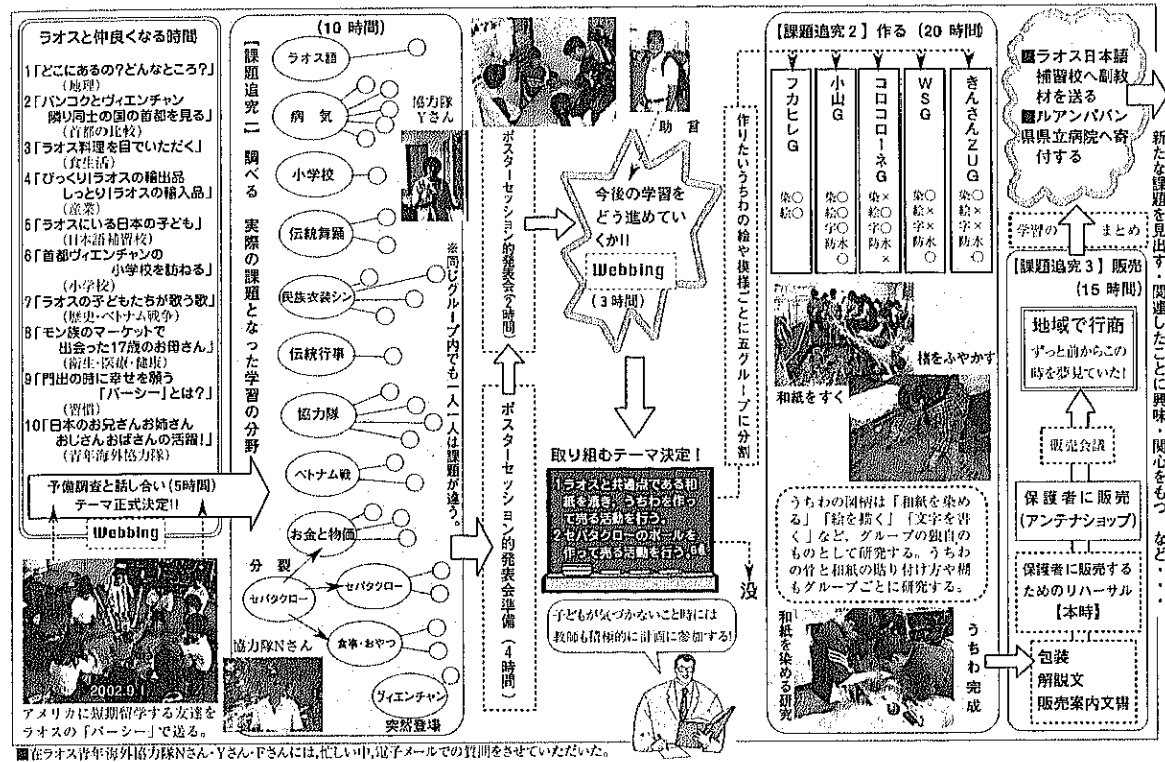 ラオスと仲良くなる時間
1「どこにあるの?どんなところ?」
(地理)
2「バンコクとヴィエンチャン
隣り同士の国の首都を見る」
(首都の比較)
3「ラオス料理を目でいただく」
(食生活)
4「びっくり!ラオスの輸出品
しっとり!ラオスの輸入品」
(産業)
5「ラオスにいる日本の子ども」
(日本語補習校)
6「首都ヴィエンチャンの
小学校を訪ねる」
(小学校)
7「ラオスの子どもたちが歌う歌」
(歴史・ベトナム戦争)
8「モン族のマーケットで
出会った17歳のお母さん」
(衛生・医療・健康)
9「門出の時に幸せを願う
「バーシー」とは?」
(習慣)
10「日本のお兄さんお姉さん
おじさんおばさんの活躍!」
(青年海外協力隊)
予備調査と話し合い(5時間)
テーマ正式決定!!
Webbing
2002.9.1
アメリカに短期留学する友達を
ラオスの「バーシー」で送る。
【課題追究1】調べる 実際の課題となった学習の分野
(10時間)
ラオス語
病気
小学校
伝統舞踊
民族衣装シン
伝統行事
協力隊
ベトナム戦
お金と物価
分裂
セパタクロー
セパタクロー
食事・おやつ
ヴィエンチャン
突然登場
協力隊
Yさん
協力隊Nさん
※同じグループ内でも一人一人は課題が違う。
ポスターセッション的発表会準備(4時間)
ポスターセッション的発表会(2時間)
助言
今後の学習を
どう進めてい
くか!!
Webbing
(3時間)
取り組むテーマ決定!
1ラオスと共通点である和
紙を漉き、うちわを作っ
て売る活動を行う。
2セパタクローのボールを
作って売る活動を行う。
没
子どもが気づかないこと時には
教師も積極的に計画に参加する!
作りたいうちわの絵や模様ごとに五グループに分割
【課題追究2】作る(20時間)
フカヒレG
染○
絵○
小山G
染○
絵○
字○
防水
○
コロコローネG
染×
絵○
字○
防水
×
WSG
染○
絵×
字×
防水
○
きんさんZUG
染○
絵×
字×
防水
○
和紙をすく
楮をふやかす
うちわの図柄は「和紙を染め
る」「絵を描く」「文字を書
く」など、グループの独自の
ものとして研究する。うちわ
の骨と和紙の貼り付け方や糊
もグループごとに研究する。
和紙を染める研究
うちわ完成
包装
解説文
販売案内文書
保護者に販売する
ためのリハーサル
【本時】
保護者に販売
(アンテナショップ)
販売会議
地域で行商
ずっと前からこの
時を夢見ていた!
【課題追究3】販売
(15時間)
学習の まとめ
ラオス日本語
補習校へ副教
材を送る
ルアンパバン
県県立病院へ寄
付する
新たな課題を見出す・関連したことに興味・関心をもつ など・・・
在ラオス青年海外協力隊Nさん・Yさん・Fさんには,忙しい中,電子メールでの質問をさせていただいた。